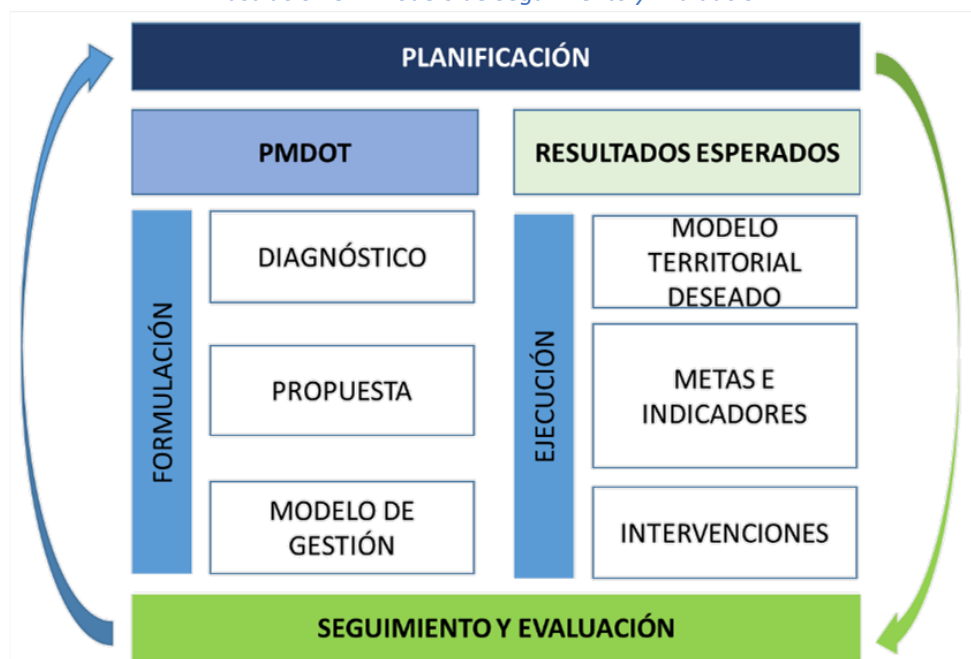 PLANIFICACIÓN
PMDOT
RESULTADOS ESPERADOS
FORMULACIÓN
DIAGNÓSTICO
PROPUESTA
MODELO DE
GESTIÓN
EJECUCIÓN
MODELO
TERRITORIAL
DESEADO
METAS E
INDICADORES
INTERVENCIONES
SEGUIMIENTO Y EVALUACIÓN